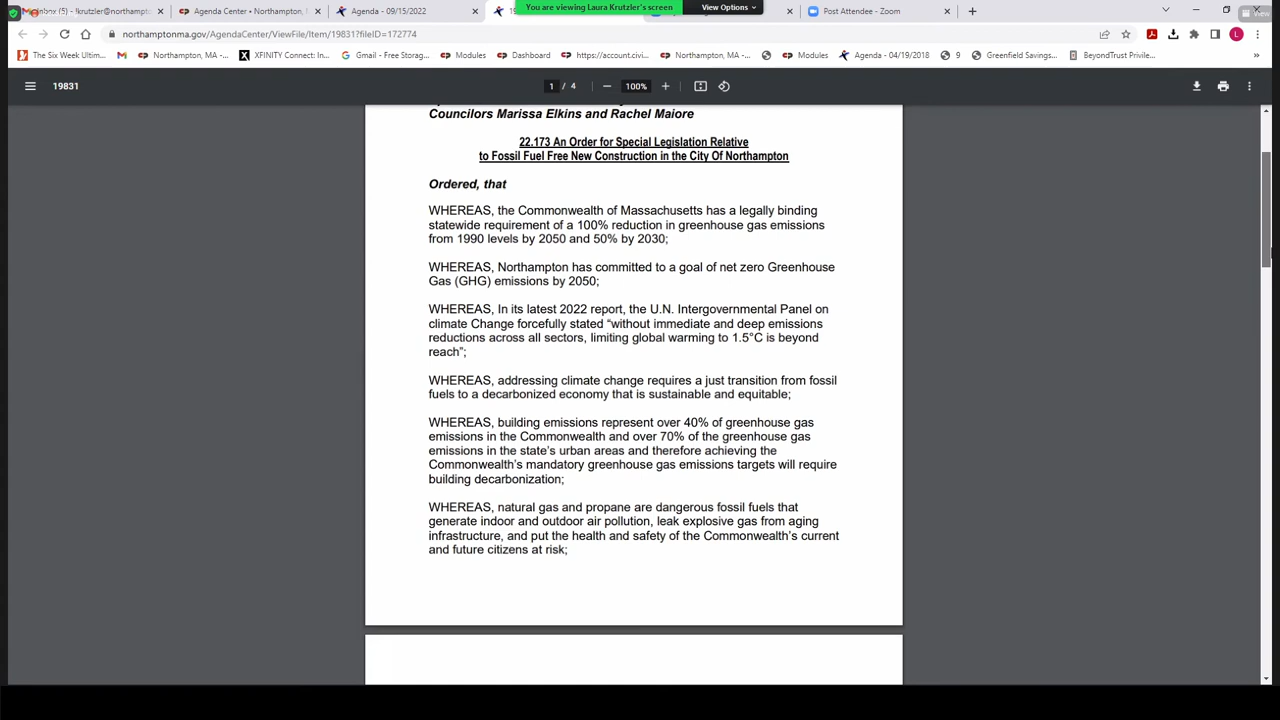 You are viewing Laura Krutzler's screen
View Options
View
Inbox (5) - lkrutzler@northampto
Agenda Center • Northampton,
Agenda - 09/15/2022
Post Attendee - Zoom
northamptonma.gov/AgendaCenter/ViewFile/Item/19831?fileID=172774
L
The Six Week Ultim...
Northampton, MA -...
XFINITY Connect: In...
Gmail - Free Storag...
Modules
Dashboard
https://account.civi...
Northampton, MA -...
Modules
Agenda - 04/19/2018
9
Greenfield Savings...
BeyondTrust Privile...
»
19831
1 / 4
100%
Councilors Marissa Elkins and Rachel Maiore
22.173 An Order for Special Legislation Relative
to Fossil Fuel Free New Construction in the City Of Northampton
Ordered, that
WHEREAS, the Commonwealth of Massachusetts has a legally binding
statewide requirement of a 100% reduction in greenhouse gas emissions
from 1990 levels by 2050 and 50% by 2030;
WHEREAS, Northampton has committed to a goal of net zero Greenhouse
Gas (GHG) emissions by 2050;
WHEREAS, In its latest 2022 report, the U.N. Intergovernmental Panel on
climate Change forcefully stated “without immediate and deep emissions
reductions across all sectors, limiting global warming to 1.5°C is beyond
reach”;
WHEREAS, addressing climate change requires a just transition from fossil
fuels to a decarbonized economy that is sustainable and equitable;
WHEREAS, building emissions represent over 40% of greenhouse gas
emissions in the Commonwealth and over 70% of the greenhouse gas
emissions in the state’s urban areas and therefore achieving the
Commonwealth’s mandatory greenhouse gas emissions targets will require
building decarbonization;
WHEREAS, natural gas and propane are dangerous fossil fuels that
generate indoor and outdoor air pollution, leak explosive gas from aging
infrastructure, and put the health and safety of the Commonwealth’s current
and future citizens at risk;